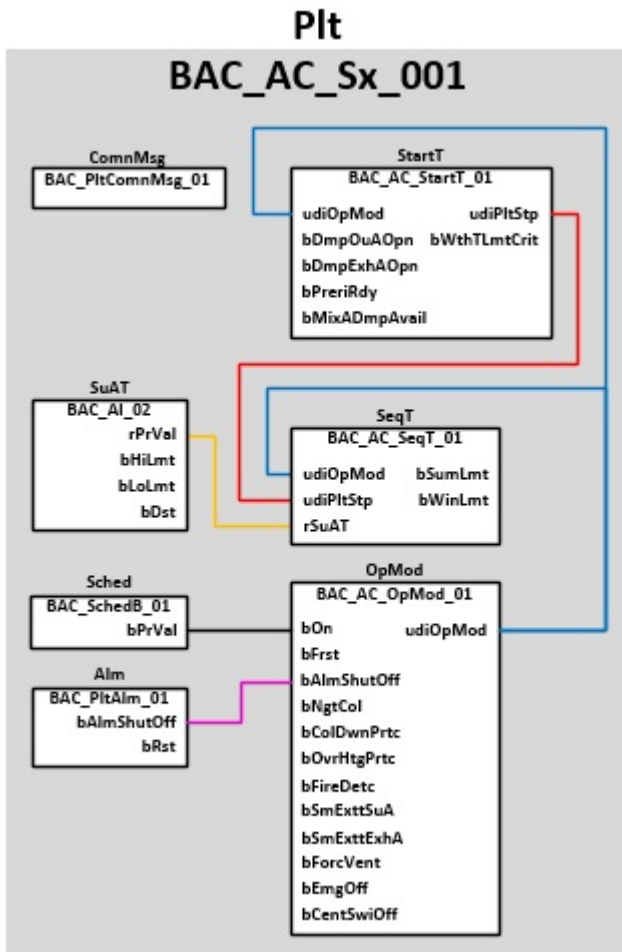 Plt
BAC_AC_Sx_001
ComnMsg
BAC_PltComnMsg_01
StartT
BAC_AC_StartT_01
udiOpMod udiPltStp
bDmpOuAOpn bWthTLmtCrit
bDmpExhAOpn
bPreriRdy
bMixADmpAvail
SuAT
BAC_AI_02
rPrVal
bHiLmt
bLoLmt
bDst
SeqT
BAC_AC_SeqT_01
udiOpMod bSumLmt
udiPltStp bWinLmt
rSuAT
Sched
BAC_SchedB_01
bPrVal
Alm
BAC_PltAlm_01
bAlmShutOff
bRst
OpMod
BAC_AC_OpMod_01
bOn udiOpMod
bFrst
bAlmShutOff
bNgtCol
bColDwnPrtc
bOvrHtgPrtc
bFireDetc
bSmExttSuA
bSmExttExhA
bForcVent
bEmgOff
bCentSwiOff